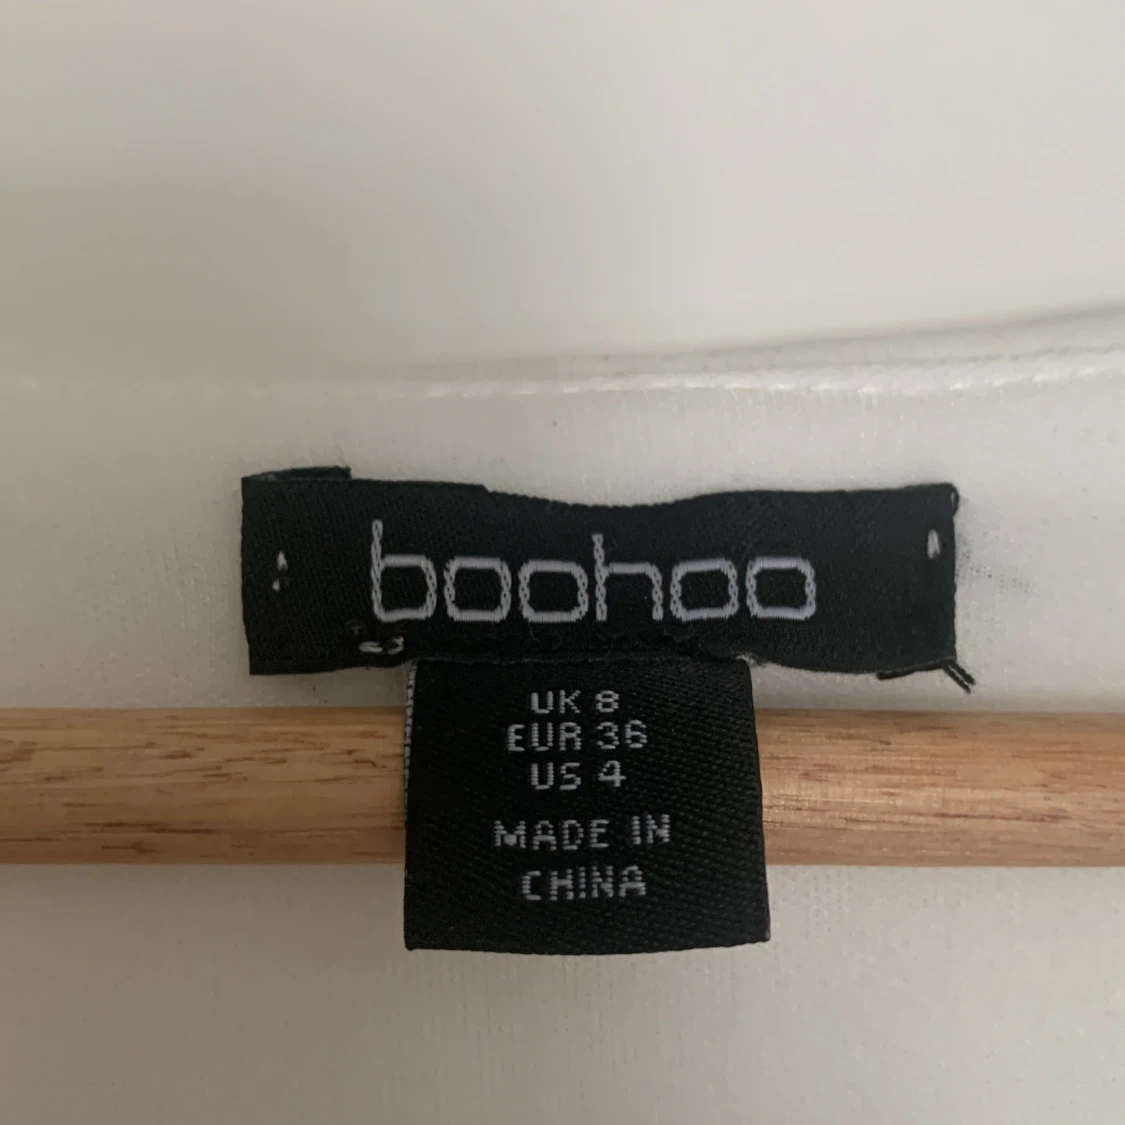 boohoo
UK 8
EUR 36
US 4
MADE IN
CHINA